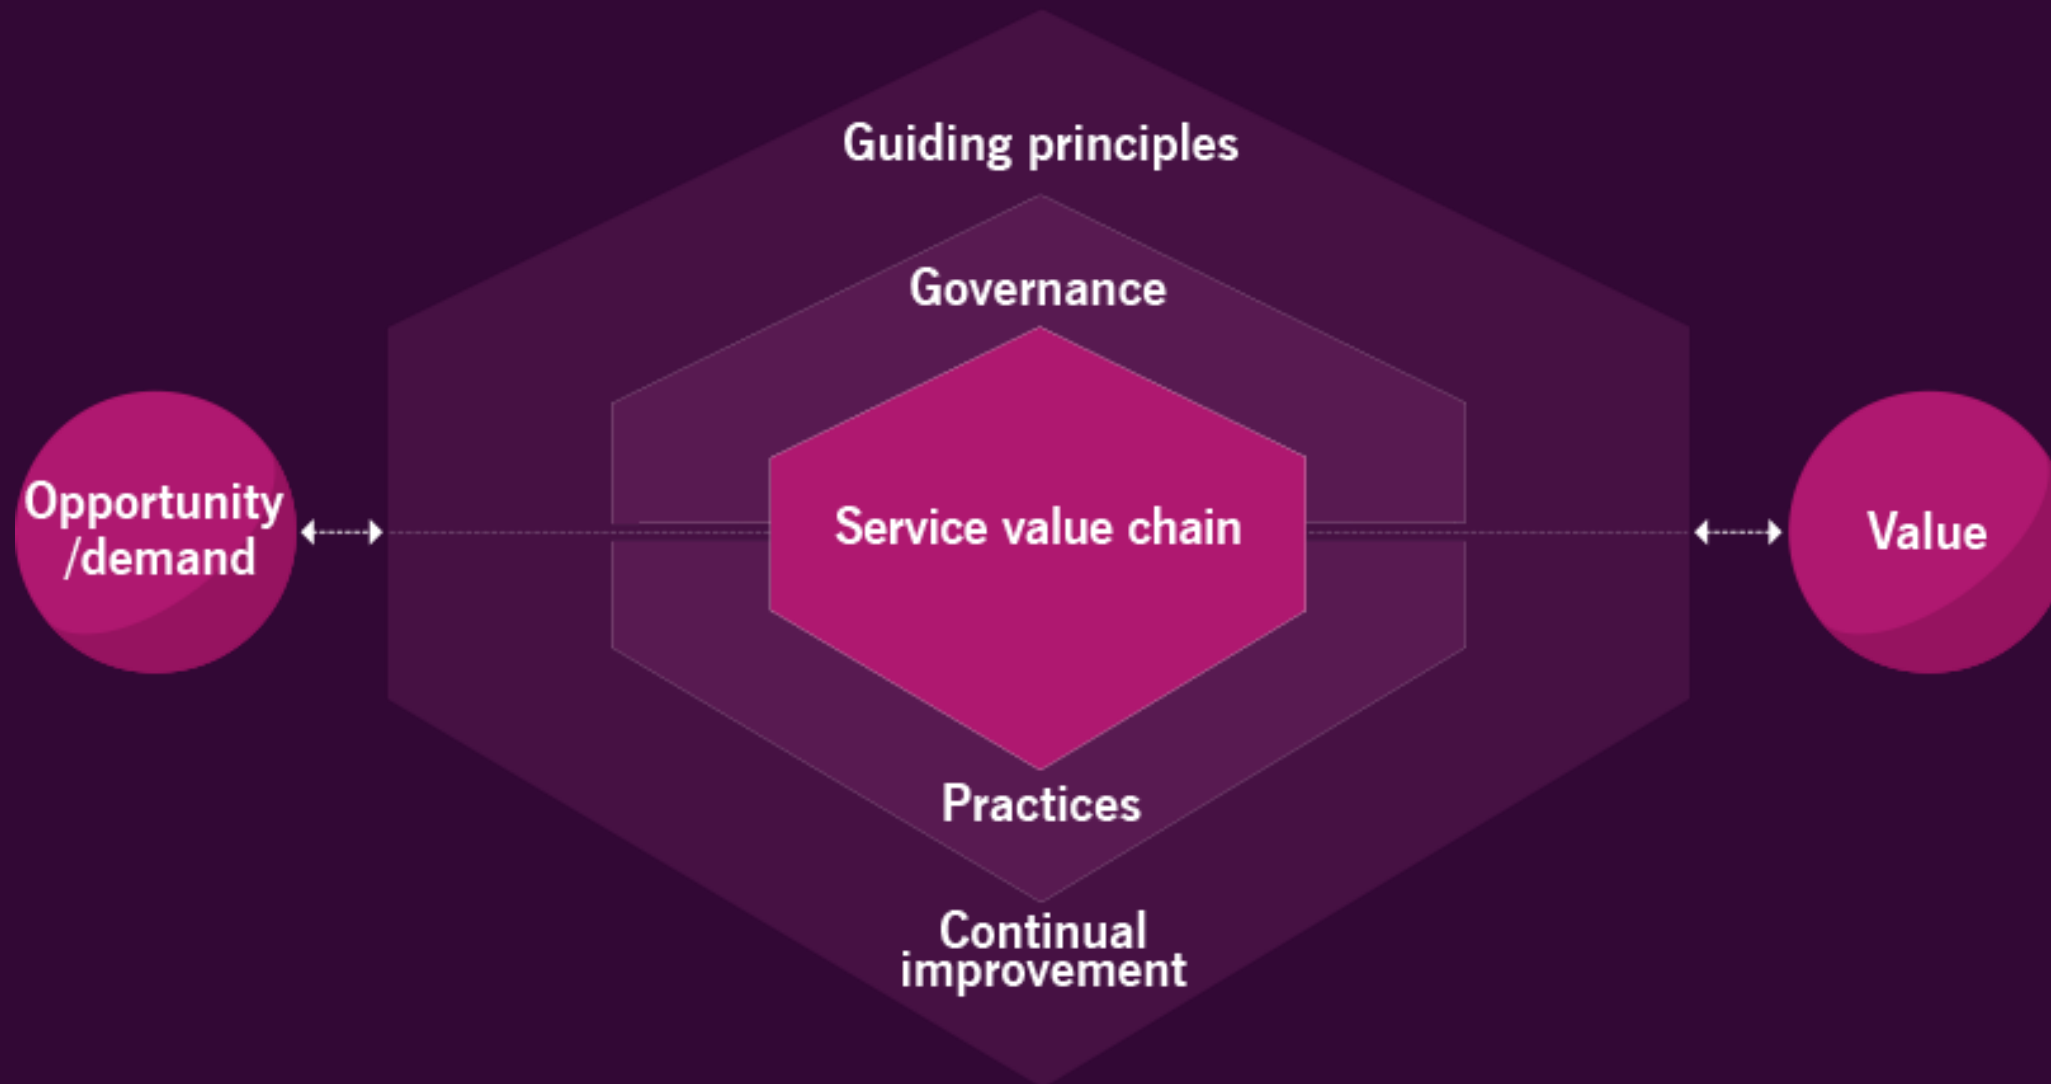 Guiding principles
Governance
Opportunity
/demand
Service value chain
Value
Practices
Continual
improvement